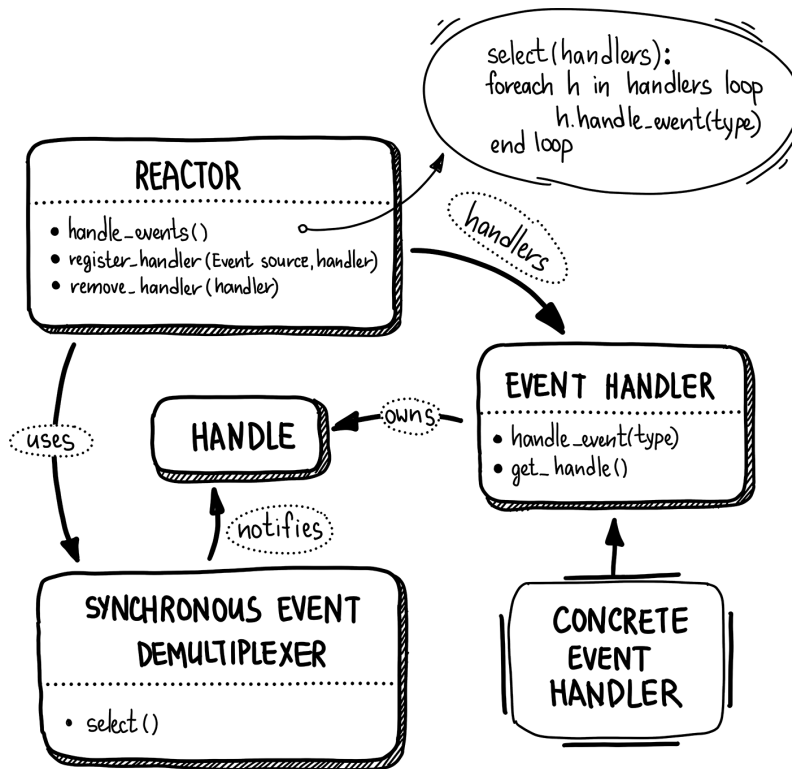 select(handlers):
foreach h in handlers loop
h.handle_event(type)
end loop
REACTOR
• handle_events()
• register_handler(Event source, handler)
• remove_handler(handler)
handlers
EVENT HANDLER
• handle_event(type)
• get_handle()
owns
HANDLE
uses
notifies
SYNCHRONOUS EVENT
DEMULTIPLEXER
• select()
CONCRETE
EVENT
HANDLER